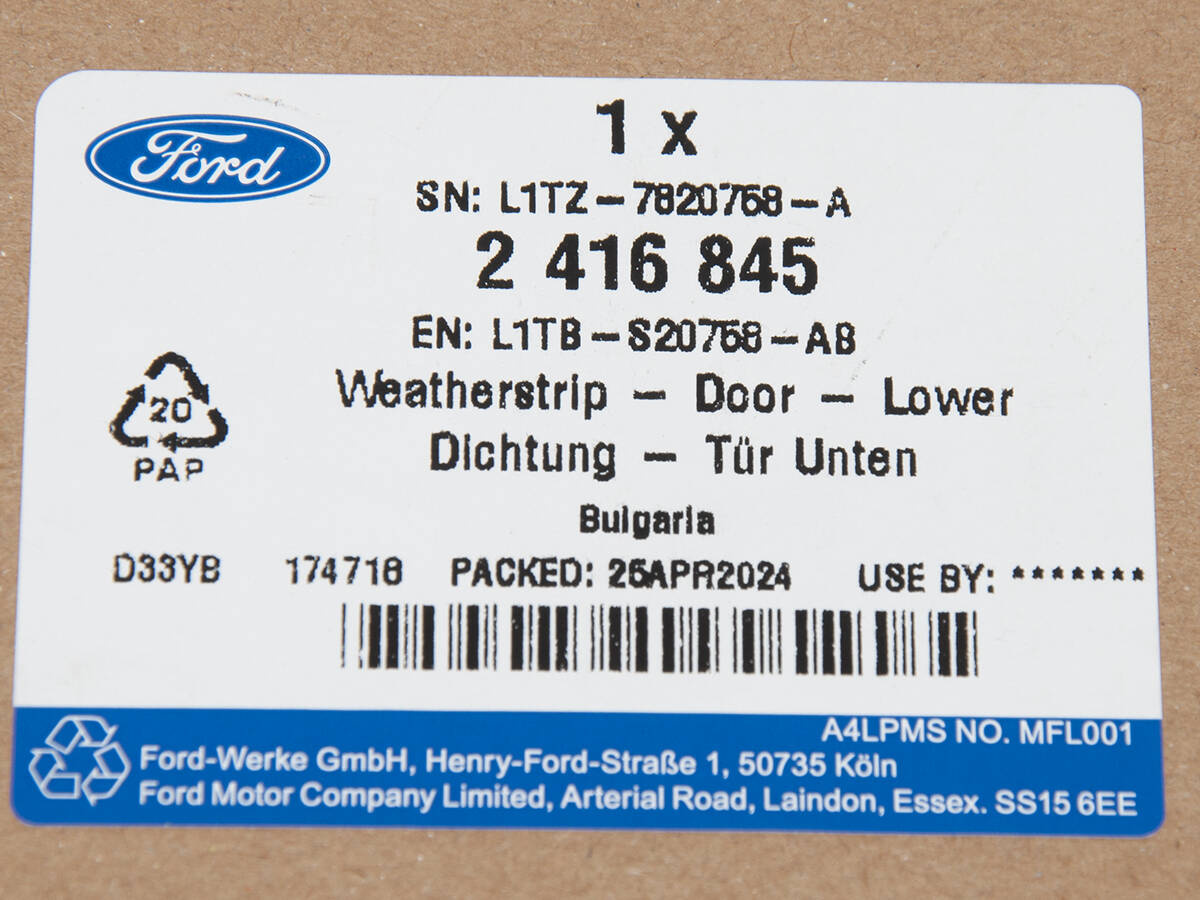 Ford
1 x
SN: L1TZ-7820758-A
2 416 845
EN: L1TB-S20758-AB
Weatherstrip - Door - Lower
20
PAP
Dichtung - Tür Unten
Bulgaria
D33YB 174716 PACKED: 25APR2024 USE BY: *******
A4LPMS NO. MFL001
Ford-Werke GmbH, Henry-Ford-Straße 1, 50735 Köln
Ford Motor Company Limited, Arterial Road, Laindon, Essex. SS15 6EE